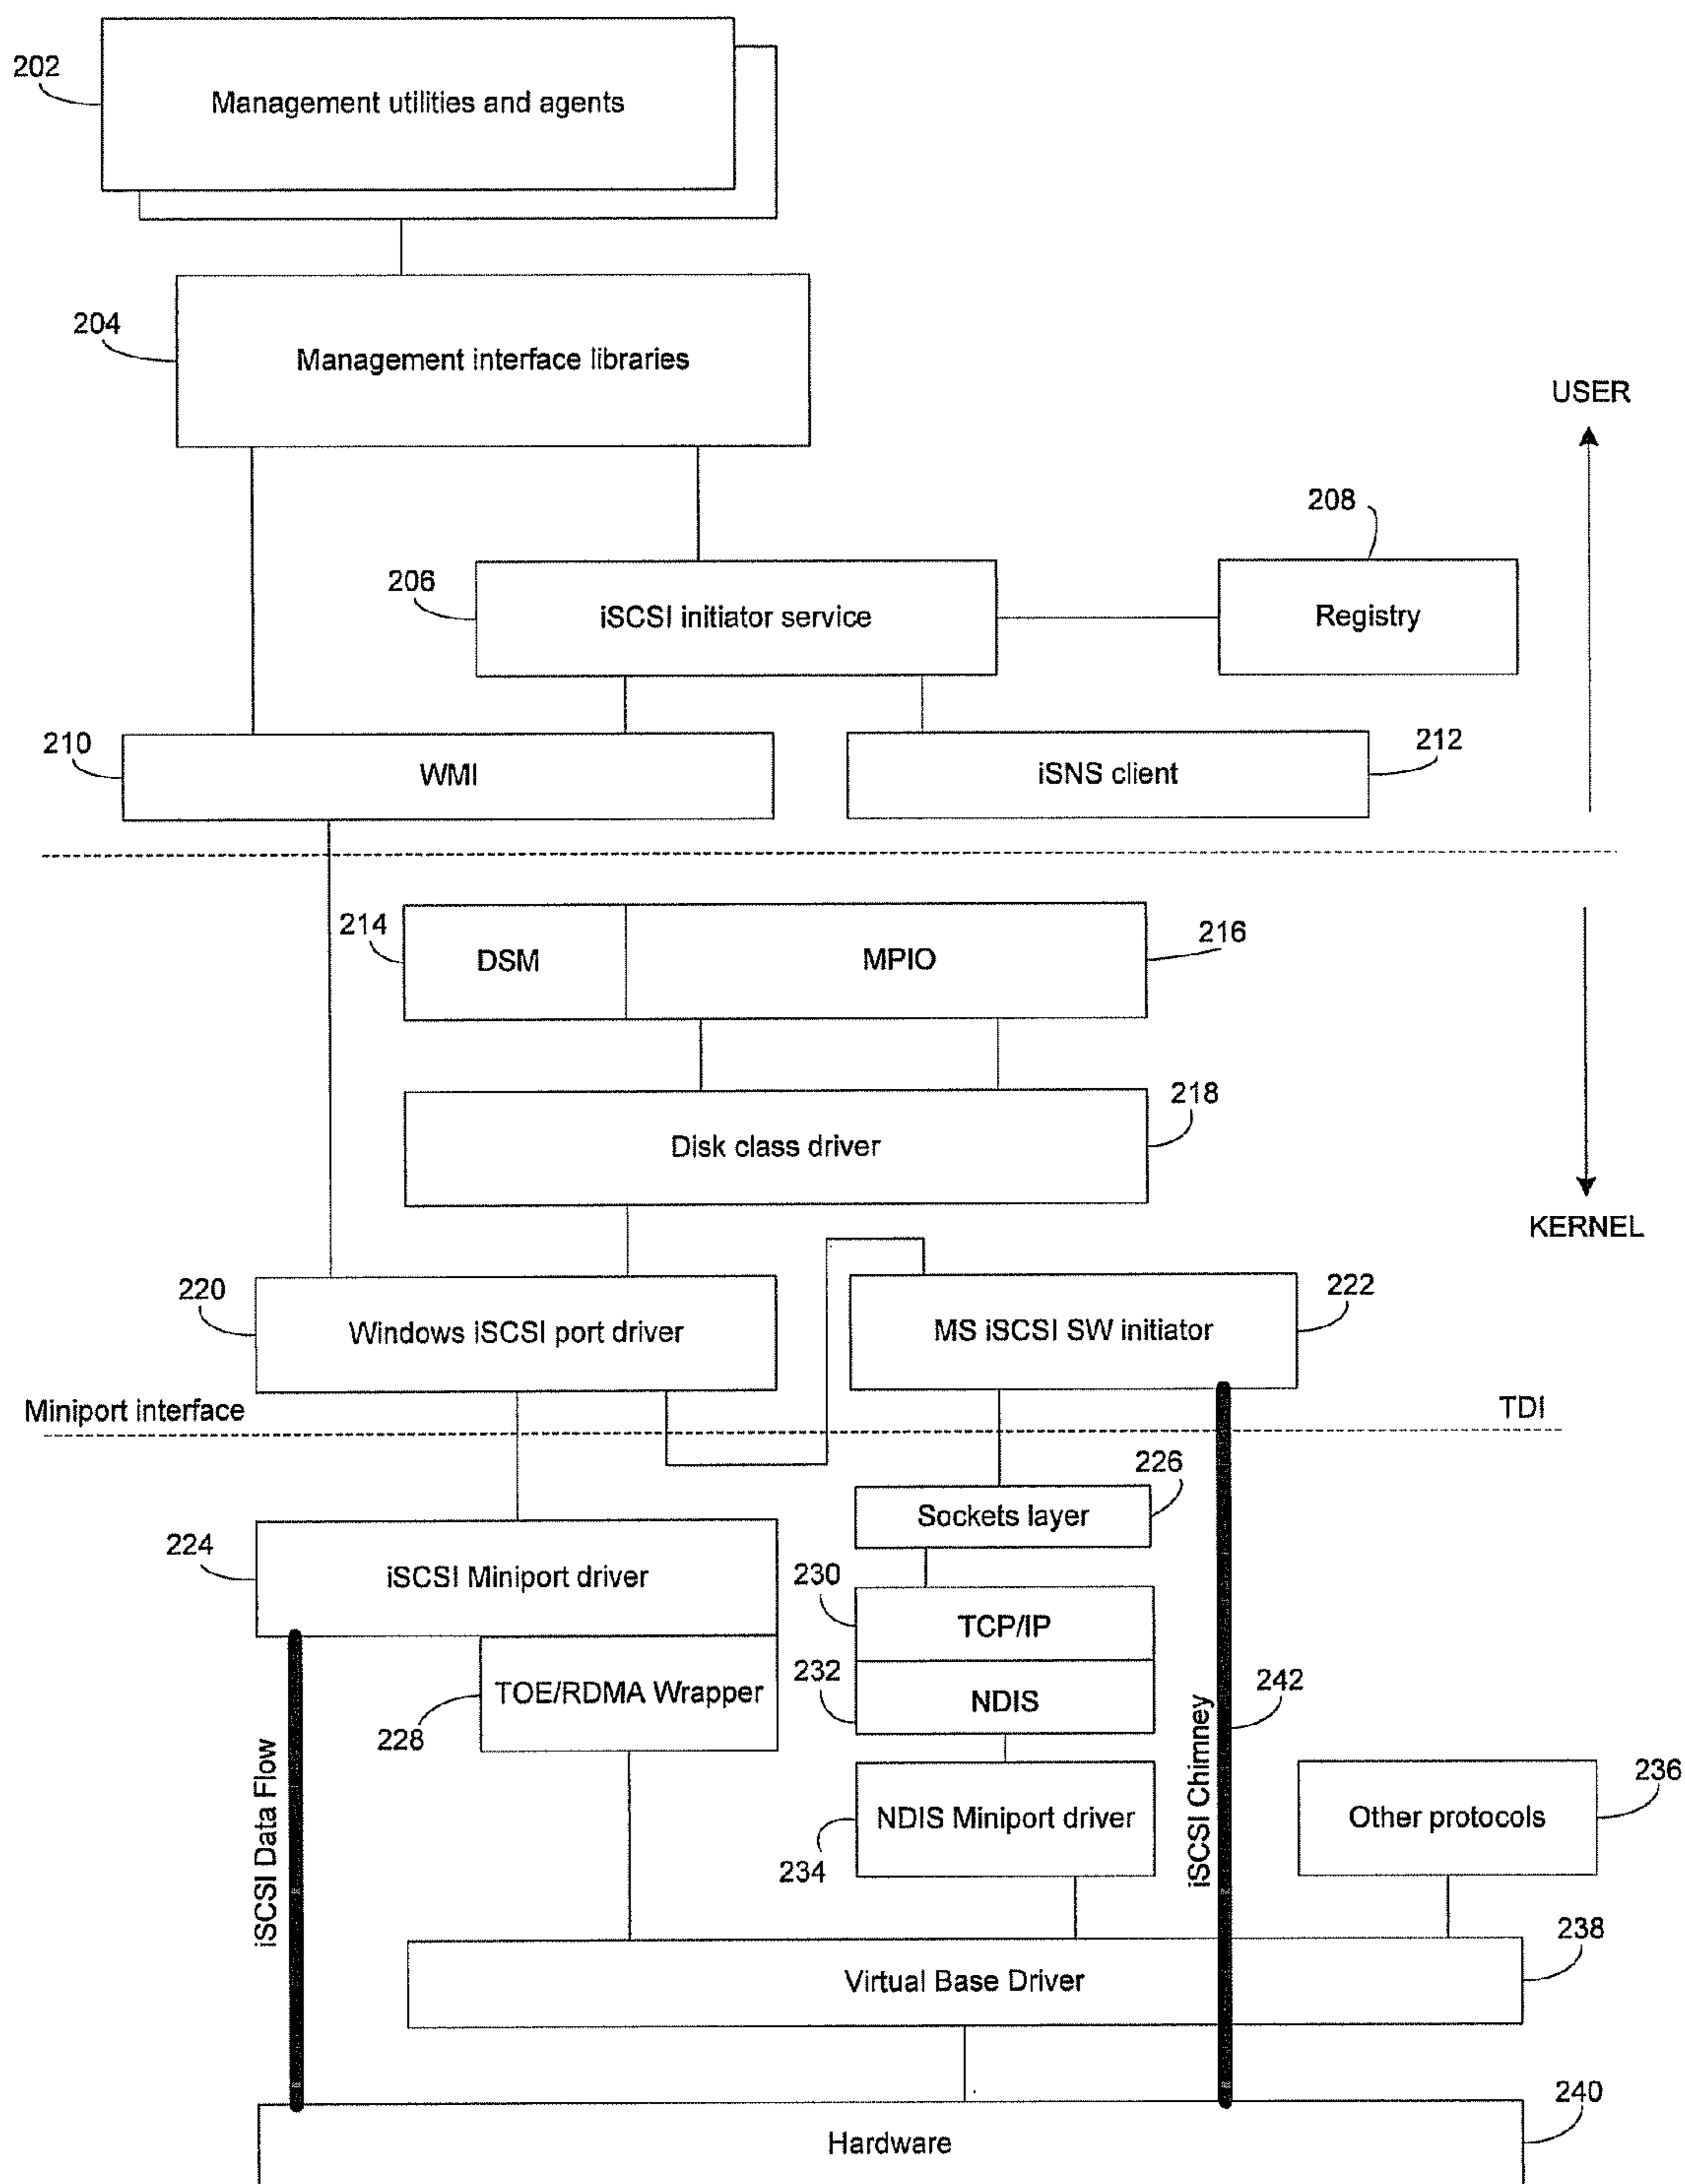 202
Management utilities and agents
204
Management interface libraries
USER
208
206
iSCSI initiator service
Registry
210
WMI
iSNS client
212
214
DSM
MPIO
216
218
Disk class driver
KERNEL
220
Windows iSCSI port driver
MS iSCSI SW initiator
222
Miniport interface
TDI
226
Sockets layer
224
iSCSI Miniport driver
230
TCP/IP
232
NDIS
TOE/RDMA Wrapper
228
242
iSCSI Data Flow
iSCSI Chimney
NDIS Miniport driver
234
236
Other protocols
238
Virtual Base Driver
240
Hardware